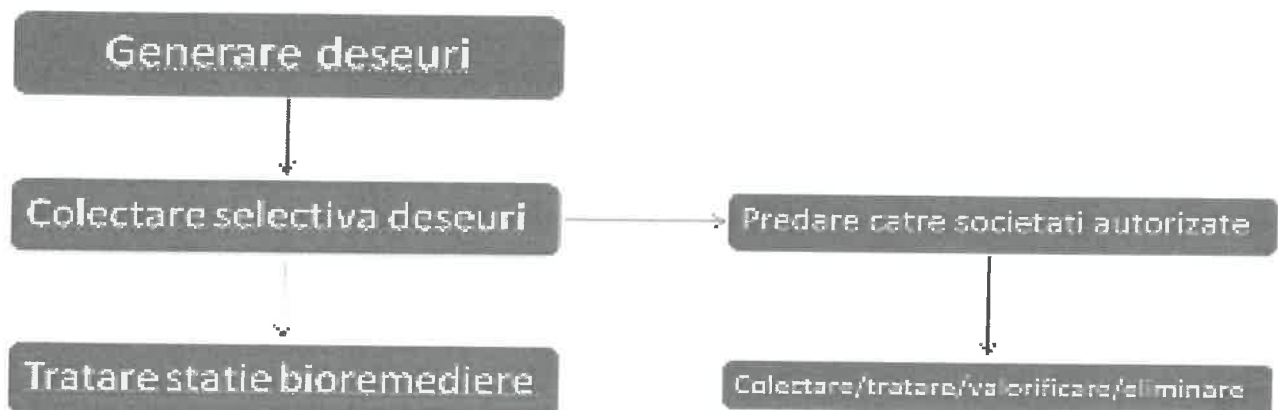 Generare deseuri
Colectare selectiva deseuri
Predare catre societati autorizate
Tratare statie bioremediere
Colectare/tratare/valorificare/eliminare